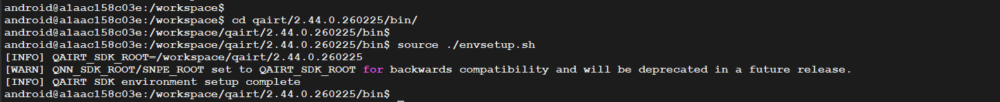 android@a1aac158c03e:/workspace$
android@a1aac158c03e:/workspace$ cd qairt/2.44.0.260225/bin/
android@a1aac158c03e:/workspace/qairt/2.44.0.260225/bin$
android@a1aac158c03e:/workspace/qairt/2.44.0.260225/bin$ source ./envsetup.sh
[INFO] QAIRT_SDK_ROOT=/workspace/qairt/2.44.0.260225
[WARN] QNN_SDK_ROOT/SNPE_ROOT set to QAIRT_SDK_ROOT for backwards compatibility and will be deprecated in a future release.
[INFO] QAIRT SDK environment setup complete
android@a1aac158c03e:/workspace/qairt/2.44.0.260225/bin$